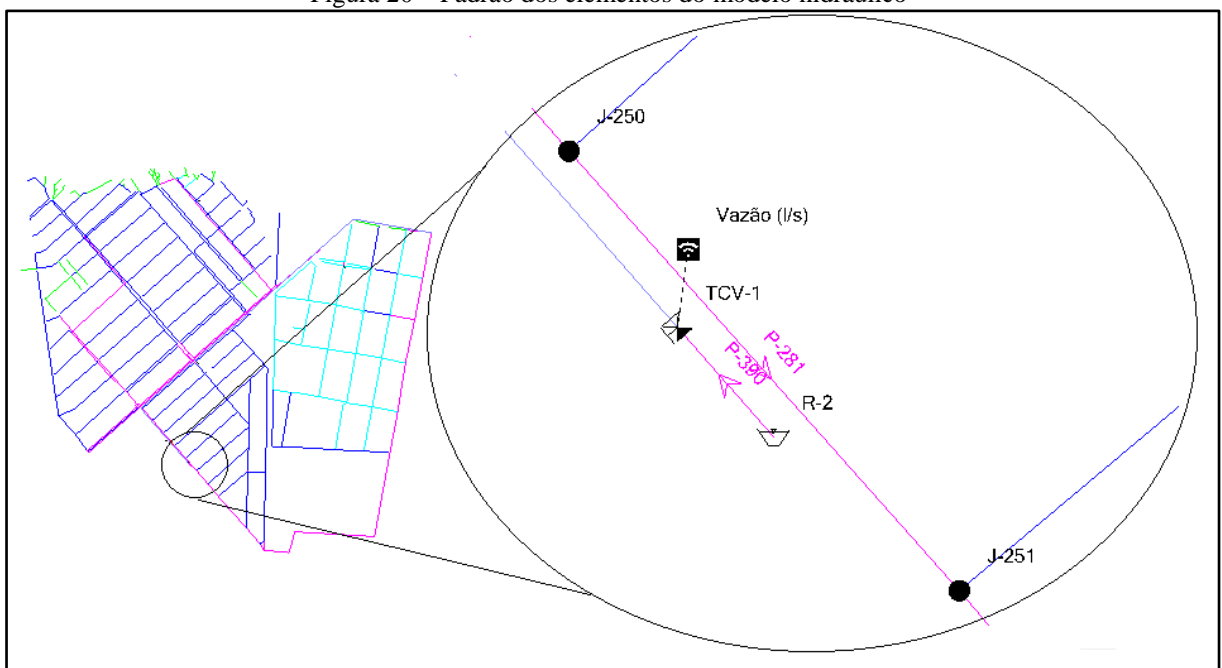 Figura 20 – Padrão dos elementos do modelo hidráulico
J-250
Vazão (l/s)
TCV-1
P-281
P-390
R-2
J-251